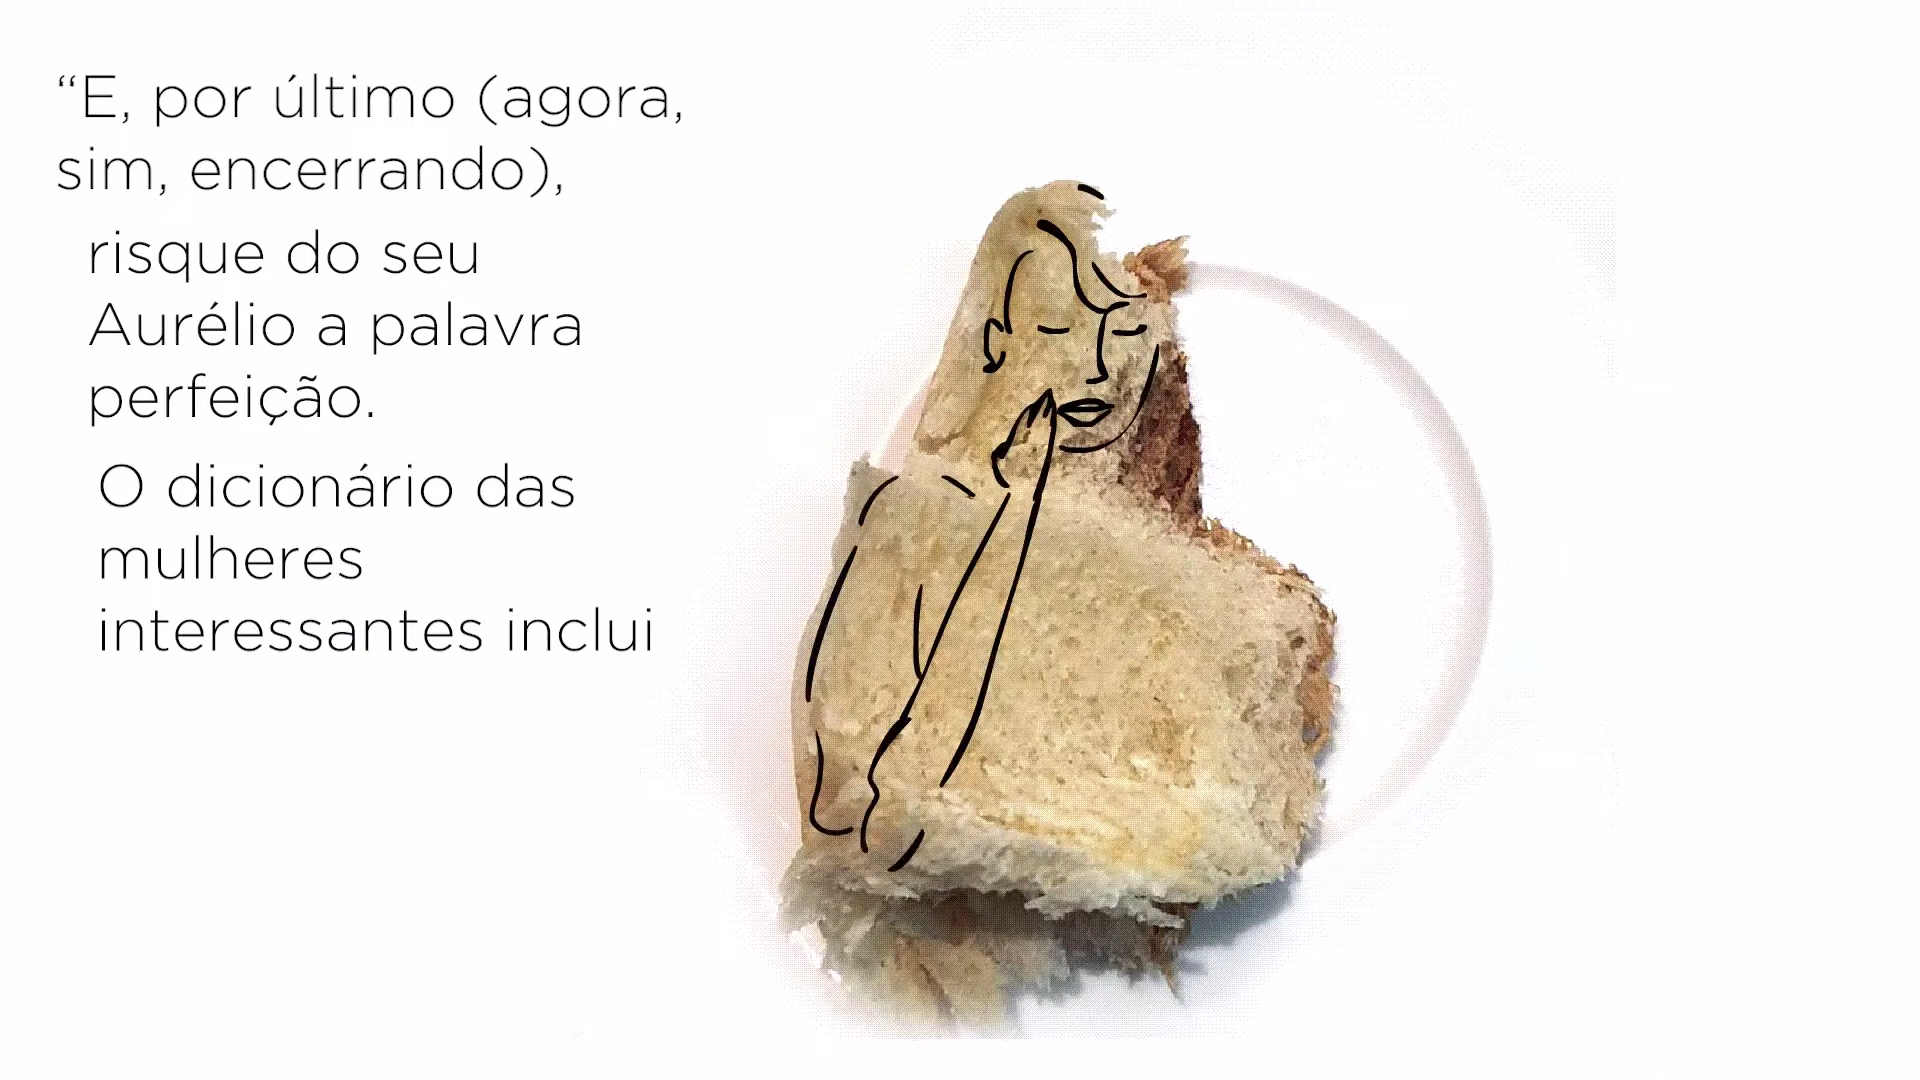 “E, por último (agora,
sim, encerrando),
risque do seu
Aurélio a palavra
perfeição.
O dicionário das
mulheres
interessantes inclui